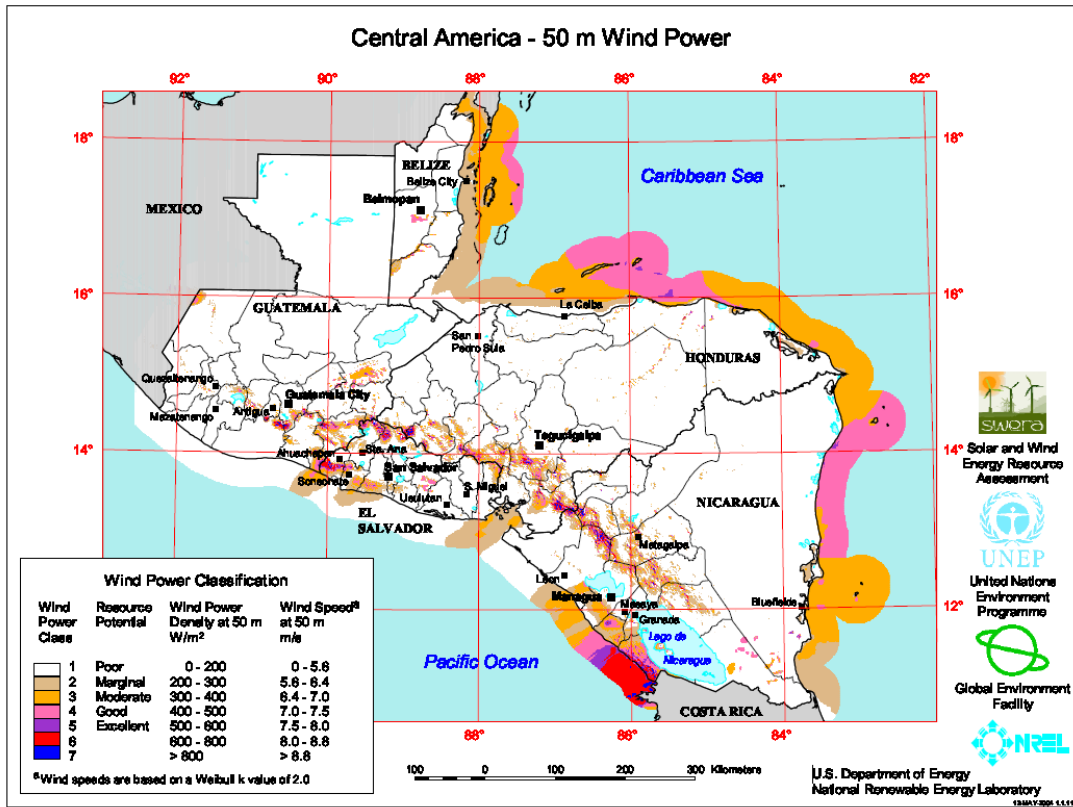 Central America - 50 m Wind Power
92°
90°
88°
86°
84°
82°
18°
18°
BELIZE
Belize City
Caribbean Sea
MEXICO
Belmopan
16°
16°
GUATEMALA
La Ceiba
San
Pedro Sula
HONDURAS
Quezaltenango
Guatemala City
Mazatenango
Antigua
14°
14°
Tegucigalpa
Ahuachapan
Sta. Ana
San Salvador
Sonsonate
S. Miguel
Usulutan
NICARAGUA
EL
SALVADOR
Matagalpa
Léon
Managua
Masaya
Bluefields
12°
Granada
Lago de
Nicaragua
Pacific Ocean
COSTA RICA
88°
86°
84°
Wind Power Classification
Wind Power Class
Resource Potential
Wind Power Density at 50 m W/m²
Wind Speedª at 50 m m/s
1 Poor 0 - 200 0 - 5.6
2 Marginal 200 - 300 5.6 - 6.4
3 Moderate 300 - 400 6.4 - 7.0
4 Good 400 - 500 7.0 - 7.5
5 Excellent 500 - 600 7.5 - 8.0
6 600 - 800 8.0 - 8.8
7 > 800 > 8.8
ª Wind speeds are based on a Weibull k value of 2.0
100 0 100 200 300 Kilometers
swera
Solar and Wind
Energy Resource
Assessment
UNEP
United Nations
Environment
Programme
Global Environment
Facility
NREL
U.S. Department of Energy
National Renewable Energy Laboratory